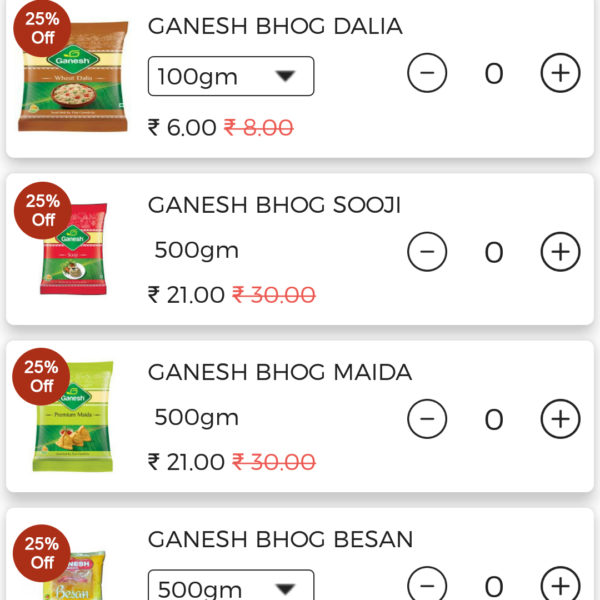 25%
Off
Ganesh
Wheat Dalia
GANESH BHOG DALIA
100gm
0
₹ 6.00 ₹ 8.00
25%
Off
Ganesh
Sooji
GANESH BHOG SOOJI
500gm
0
₹ 21.00 ₹ 30.00
25%
Off
Ganesh
Premium Maida
GANESH BHOG MAIDA
500gm
0
₹ 21.00 ₹ 30.00
25%
Off
GANESH
Besan
GANESH BHOG BESAN
500gm
0